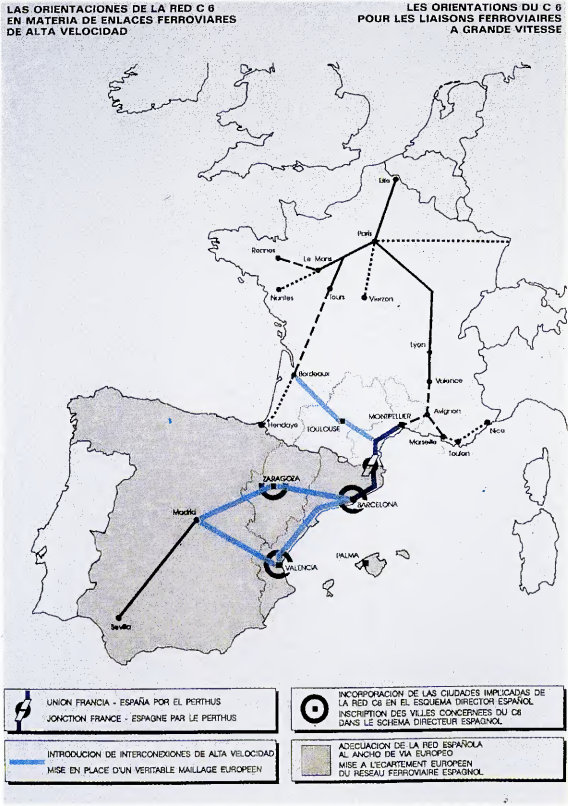 LAS ORIENTACIONES DE LA RED C 6
EN MATERIA DE ENLACES FERROVIARES
DE ALTA VELOCIDAD
LES ORIENTATIONS DU C 6
POUR LES LIAISONS FERROVIAIRES
A GRANDE VITESSE
Lille
Paris
Rennes
Le Mans
Nantes
Tours
Vierzon
Lyon
Valence
Bordeaux
Avignon
MONTPELLIER
Hendaye
TOULOUSE
Marseille
Nice
Toulon
ZARAGOZA
BARCELONA
Madrid
PALMA
VALENCIA
Sevilla
UNION FRANCIA - ESPAÑA POR EL PERTHUS
JONCTION FRANCE - ESPAGNE PAR LE PERTHUS
INCORPORACION DE LAS CIUDADES IMPLICADAS DE
LA RED C6 EN EL ESQUEMA DIRECTOR ESPAÑOL
INSCRIPTION DES VILLES CONCERNEES DU C6
DANS LE SCHEMA DIRECTEUR ESPAGNOL
INTRODUCION DE INTERCONEXIONES DE ALTA VELOCIDAD
MISE EN PLACE D'UN VERITABLE MAILLAGE EUROPEEN
ADECUACION DE LA RED ESPAÑOLA
AL ANCHO DE VIA EUROPEO
MISE A L'ECARTEMENT EUROPEEN
DU RESEAU FERROVIAIRE ESPAGNOL